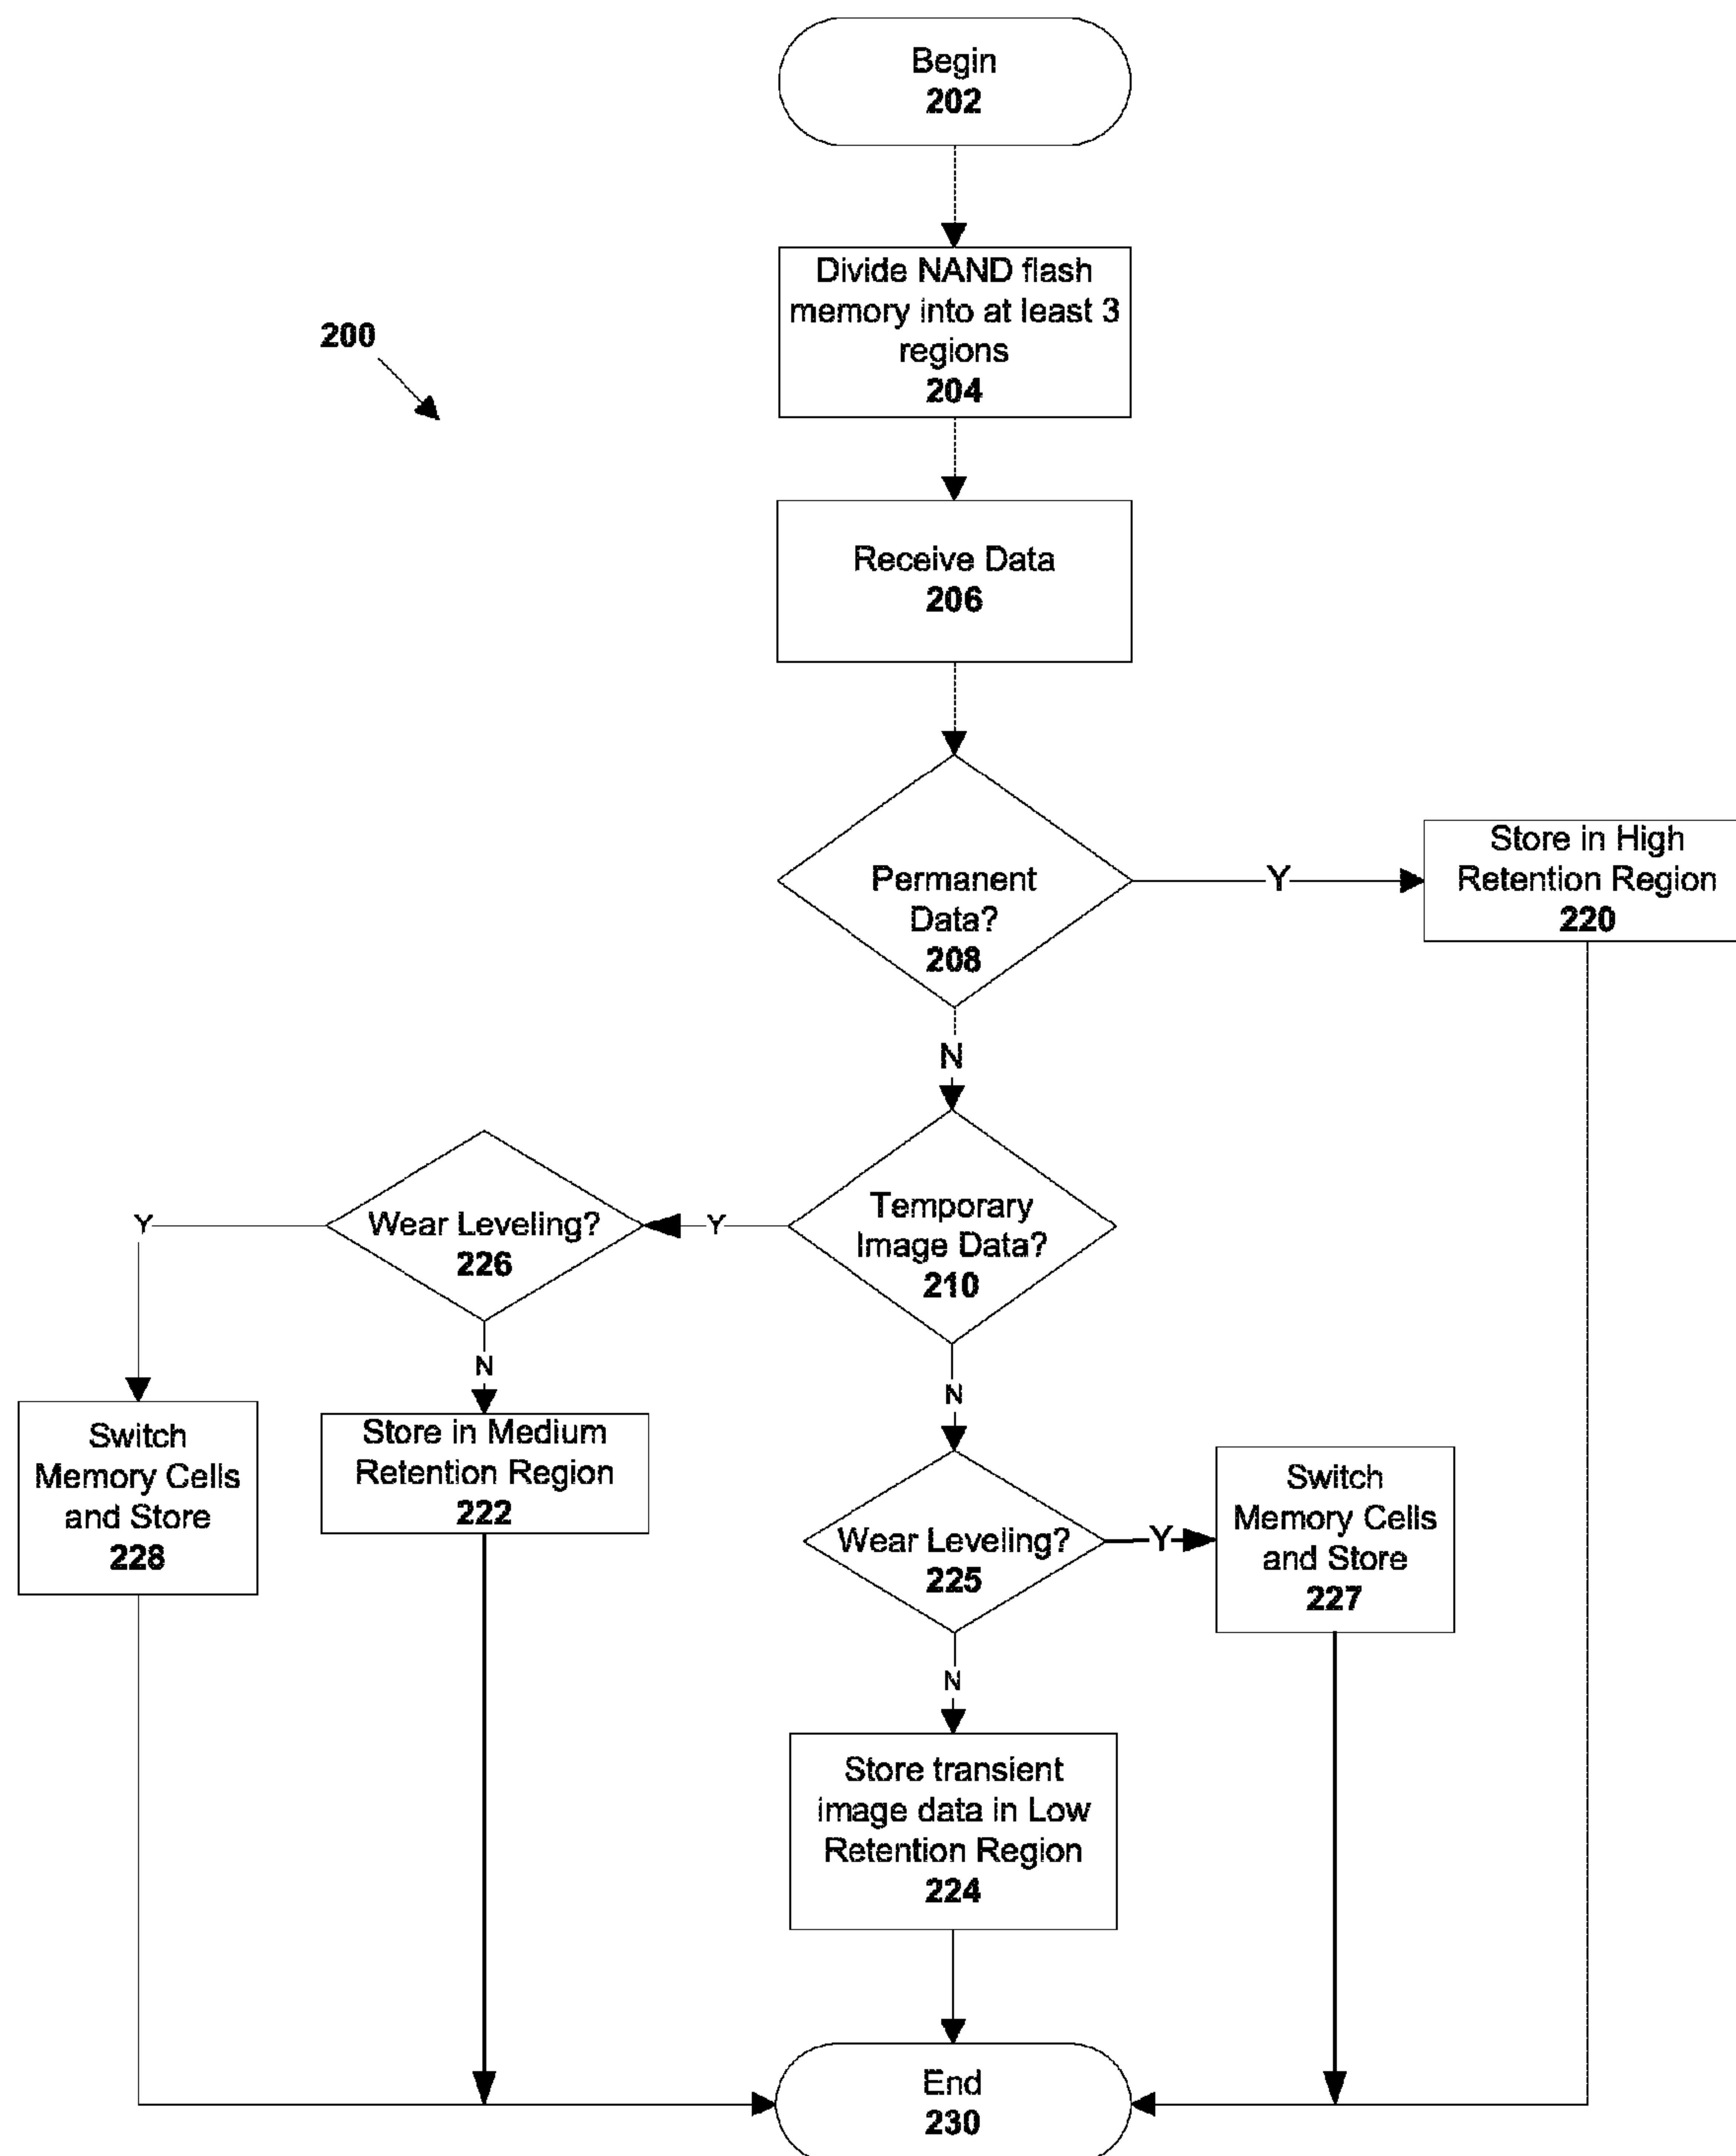 Begin
202
Divide NAND flash
memory into at least 3
regions
204
200
Receive Data
206
Permanent
Data?
208
Y
Store in High
Retention Region
220
N
Temporary
Image Data?
210
Y
Wear Leveling?
226
Y
N
N
Switch
Memory Cells
and Store
228
Store in Medium
Retention Region
222
Wear Leveling?
225
Y
Switch
Memory Cells
and Store
227
N
Store transient
image data in Low
Retention Region
224
End
230